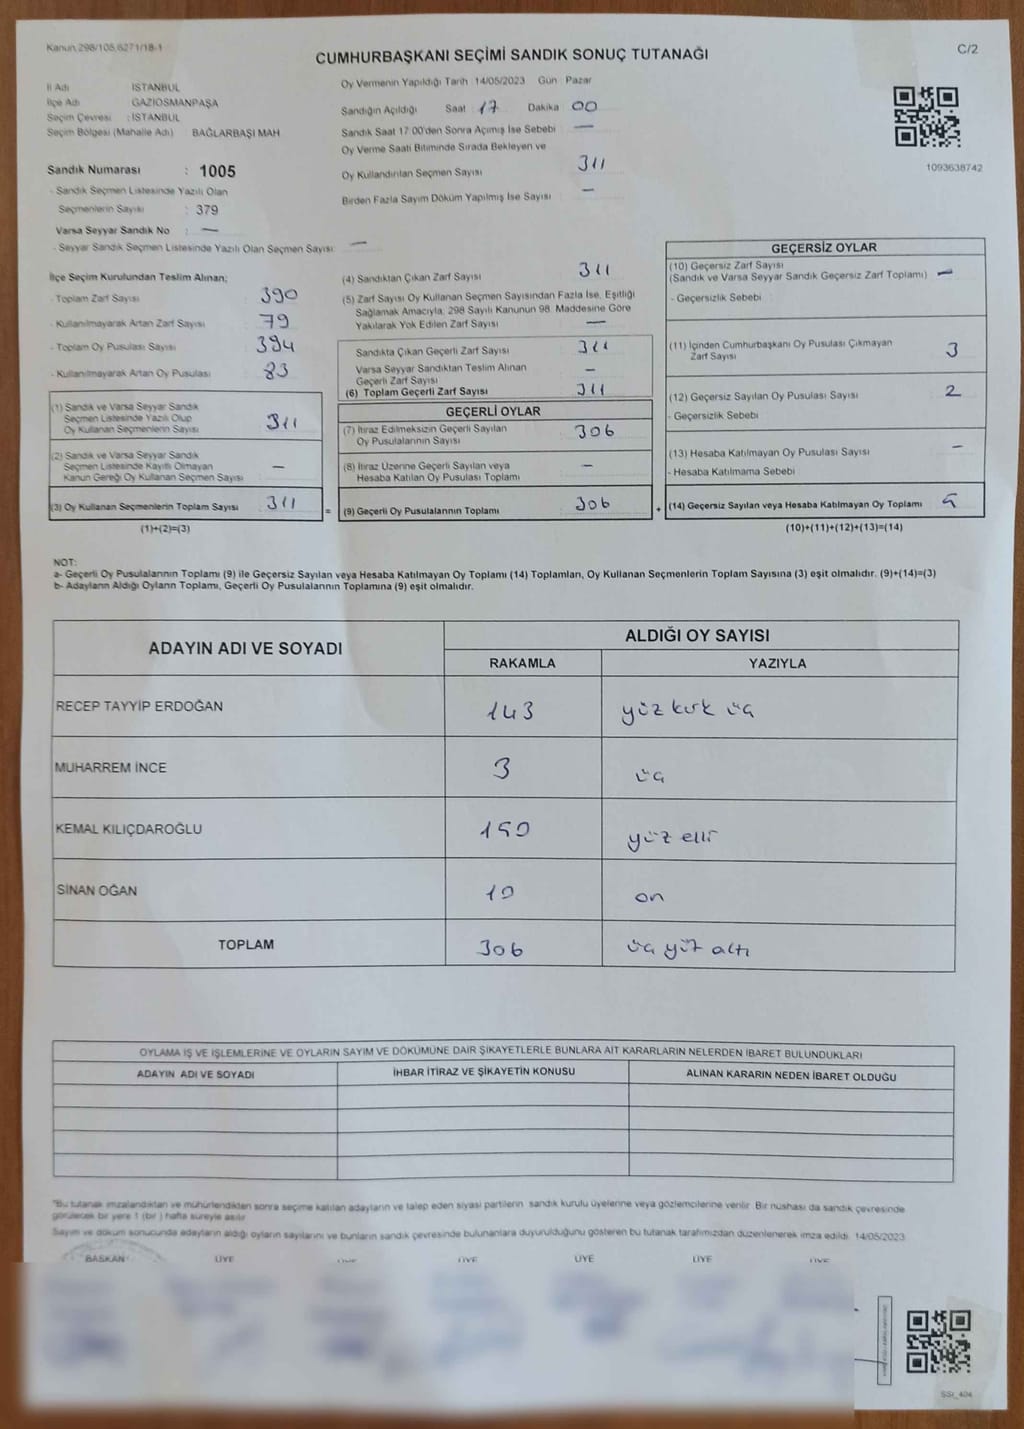 Kanun.298/105,6271/18-1
C/2
CUMHURBAŞKANI SEÇİMİ SANDIK SONUÇ TUTANAĞI
İl Adı İSTANBUL
İlçe Adı GAZİOSMANPAŞA
Seçim Çevresi : İSTANBUL
Seçim Bölgesi (Mahalle Adı) BAĞLARBAŞI MAH
Sandık Numarası : 1005
- Sandık Seçmen Listesinde Yazılı Olan
Seçmenlerin Sayısı : 379
Varsa Seyyar Sandık No : —
- Seyyar Sandık Seçmen Listesinde Yazılı Olan Seçmen Sayısı: —
Oy Vermenin Yapıldığı Tarih 14/05/2023 Gün Pazar
Sandığın Açıldığı Saat 17 Dakika 00
Sandık Saat 17:00'den Sonra Açımış İse Sebebi —
Oy Verme Saati Bitiminde Sırada Bekleyen ve
Oy Kullandırılan Seçmen Sayısı 311
Birden Fazla Sayım Döküm Yapılmış İse Sayısı —
1093638742
İlçe Seçim Kurulundan Teslim Alınan;
- Toplam Zarf Sayısı 390
- Kullanılmayarak Artan Zarf Sayısı 79
- Toplam Oy Pusulası Sayısı 394
- Kullanılmayarak Artan Oy Pusulası 83
(1) Sandık ve Varsa Seyyar Sandık
Seçmen Listesinde Yazılı Olup
Oy Kullanan Seçmenlerin Sayısı 311
(2) Sandık ve Varsa Seyyar Sandık
Seçmen Listesinde Kayıtlı Olmayan
Kanun Gereği Oy Kullanan Seçmen Sayısı —
(3) Oy Kullanan Seçmenlerin Toplam Sayısı 311
(1)+(2)=(3)
=
(4) Sandıktan Çıkan Zarf Sayısı 311
(5) Zarf Sayısı Oy Kullanan Seçmen Sayısından Fazla İse, Eşitliği
Sağlamak Amacıyla, 298 Sayılı Kanunun 98. Maddesine Göre
Yakılarak Yok Edilen Zarf Sayısı —
Sandıkta Çıkan Geçerli Zarf Sayısı 311
Varsa Seyyar Sandıktan Teslim Alınan
Geçerli Zarf Sayısı —
(6) Toplam Geçerli Zarf Sayısı 311
GEÇERLİ OYLAR
(7) İtiraz Edilmeksizin Geçerli Sayılan
Oy Pusulalarının Sayısı 306
(8) İtiraz Üzerine Geçerli Sayılan veya
Hesaba Katılan Oy Pusulası Toplamı —
(9) Geçerli Oy Pusulalarının Toplamı 306
+
GEÇERSİZ OYLAR
(10) Geçersiz Zarf Sayısı
(Sandık ve Varsa Seyyar Sandık Geçersiz Zarf Toplamı) —
- Geçersizlik Sebebi :
(11) İçinden Cumhurbaşkanı Oy Pusulası Çıkmayan
Zarf Sayısı 3
(12) Geçersiz Sayılan Oy Pusulası Sayısı 2
- Geçersizlik Sebebi
(13) Hesaba Katılmayan Oy Pusulası Sayısı —
- Hesaba Katılmama Sebebi
(14) Geçersiz Sayılan veya Hesaba Katılmayan Oy Toplamı 5
(10)+(11)+(12)+(13)=(14)
NOT:
a- Geçerli Oy Pusulalarının Toplamı (9) ile Geçersiz Sayılan veya Hesaba Katılmayan Oy Toplamı (14) Toplamları, Oy Kullanan Seçmenlerin Toplam Sayısına (3) eşit olmalıdır. (9)+(14)=(3)
b- Adayların Aldığı Oyların Toplamı, Geçerli Oy Pusulalarının Toplamına (9) eşit olmalıdır.
ADAYIN ADI VE SOYADI
ALDIĞI OY SAYISI
RAKAMLA YAZIYLA
RECEP TAYYİP ERDOĞAN 143 yüz kırk üç
MUHARREM İNCE 3 üç
KEMAL KILIÇDAROĞLU 150 yüz elli
SİNAN OĞAN 10 on
TOPLAM 306 üç yüz altı
OYLAMA İŞ VE İŞLEMLERİNE VE OYLARIN SAYIM VE DÖKÜMÜNE DAİR ŞİKAYETLERLE BUNLARA AİT KARARLARIN NELERDEN İBARET BULUNDUKLARI
ADAYIN ADI VE SOYADI İHBAR İTİRAZ VE ŞİKAYETİN KONUSU ALINAN KARARIN NEDEN İBARET OLDUĞU
"Bu tutanak imzalandıktan ve mühürlendikten sonra seçime katılan adayların ve talep eden siyasi partilerin sandık kurulu üyelerine veya gözlemcilerine verilir. Bir nüshası da sandık çevresinde
görülecek bir yere 1 (bir) hafta süreyle asılır
Sayım ve döküm sonucunda adayların aldığı oyların sayılarını ve bunların sandık çevresinde bulunanlara duyurulduğunu gösteren bu tutanak tarafımızdan düzenlenerek imza edildi. 14/05/2023
BAŞKAN ÜYE ÜYE ÜYE ÜYE ÜYE ÜYE
SSI_404